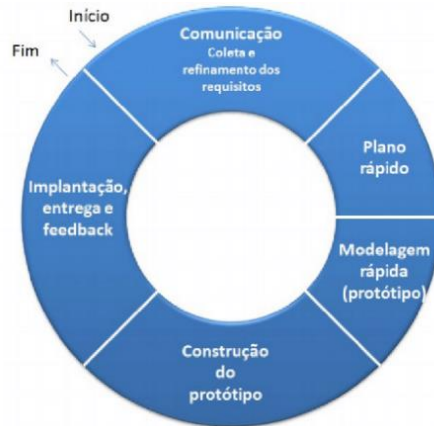 Início
Fim
Comunicação
Coleta e
refinamento dos
requisitos
Plano
rápido
Modelagem
rápida
(protótipo)
Construção
do
protótipo
Implantação,
entrega e
feedback